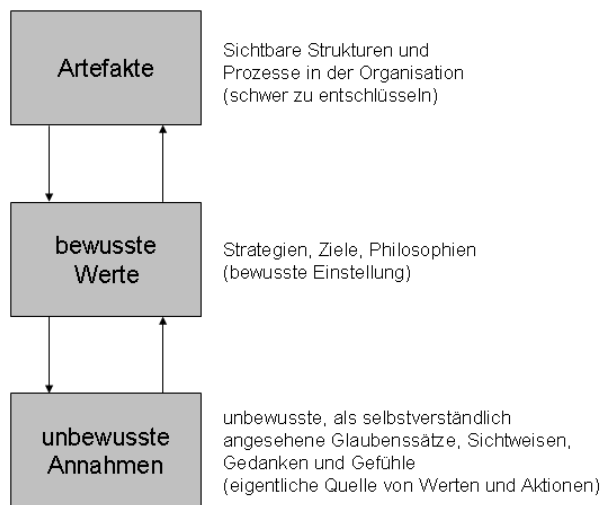 Artefakte
Sichtbare Strukturen und
Prozesse in der Organisation
(schwer zu entschlüsseln)
bewusste
Werte
Strategien, Ziele, Philosophien
(bewusste Einstellung)
unbewusste
Annahmen
unbewusste, als selbstverständlich
angesehene Glaubenssätze, Sichtweisen,
Gedanken und Gefühle
(eigentliche Quelle von Werten und Aktionen)